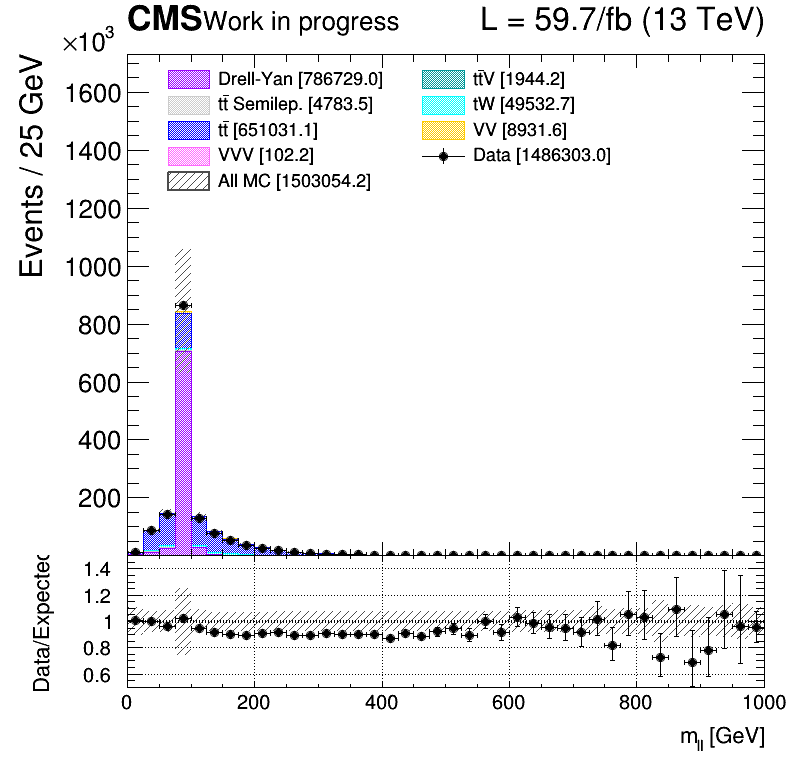 CMS Work in progress L = 59.7/fb (13 TeV)
×10³
Events / 25 GeV
Drell-Yan [786729.0]
tt̄ Semilep. [4783.5]
tt̄ [651031.1]
VVV [102.2]
All MC [1503054.2]
tt̄V [1944.2]
tW [49532.7]
VV [8931.6]
Data [1486303.0]
1600
1400
1200
1000
800
600
400
200
Data/Expected
1.4
1.2
1
0.8
0.6
0 200 400 600 800 1000
m_ll [GeV]